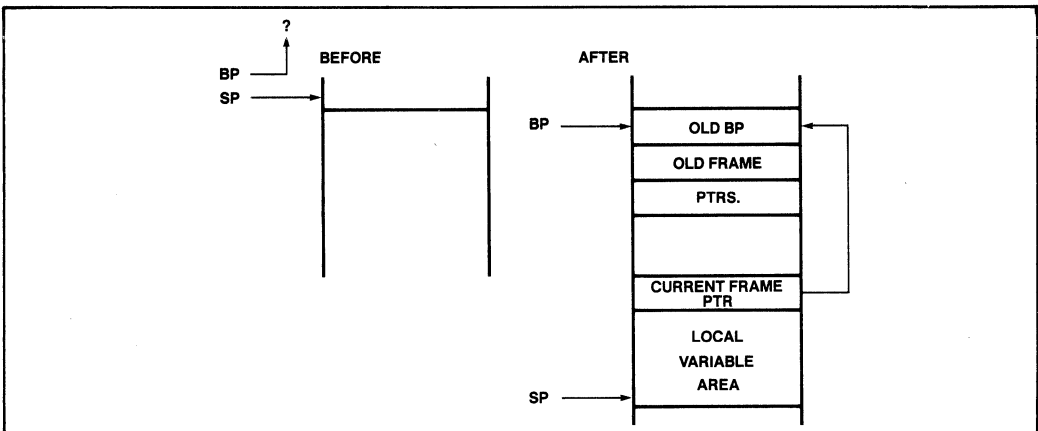 ?
BEFORE
AFTER
BP
SP
BP
OLD BP
OLD FRAME
PTRS.
CURRENT FRAME
PTR
LOCAL
VARIABLE
AREA
SP